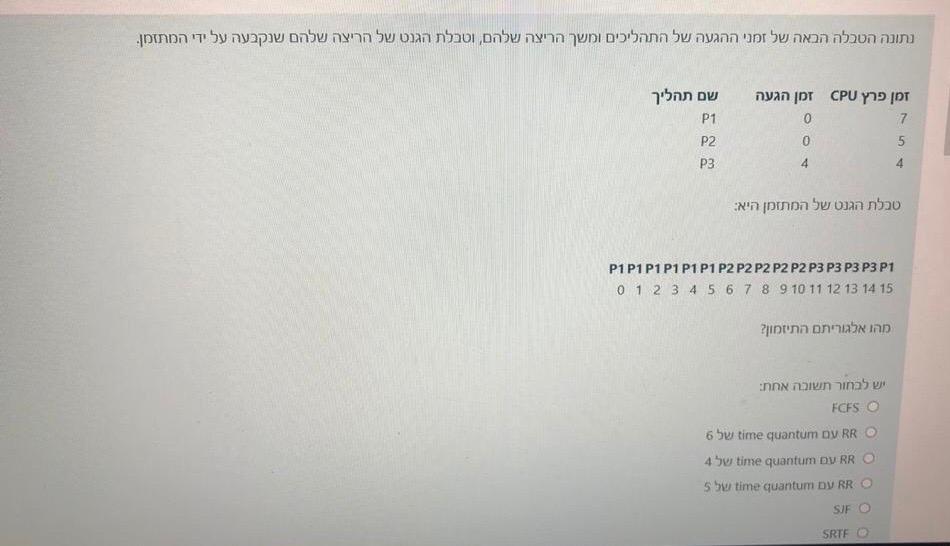 נתונה הטבלה הבאה של זמני ההגעה של התהליכים ומשך הריצה שלהם, וטבלת הגנט של הריצה שלהם שנקבעה על ידי המתזמן.
שם תהליך זמן הגעה זמן פרץ CPU
P1 0 7
P2 0 5
P3 4 4
טבלת הגנט של המתזמן היא:
P1 P1 P1 P1 P1 P1 P2 P2 P2 P2 P2 P3 P3 P3 P3 P1
0 1 2 3 4 5 6 7 8 9 10 11 12 13 14 15
מהו אלגוריתם התיזמון?
יש לבחור תשובה אחת:
FCFS
RR עם time quantum של 6
RR עם time quantum של 4
RR עם time quantum של 5
SJF
SRTF